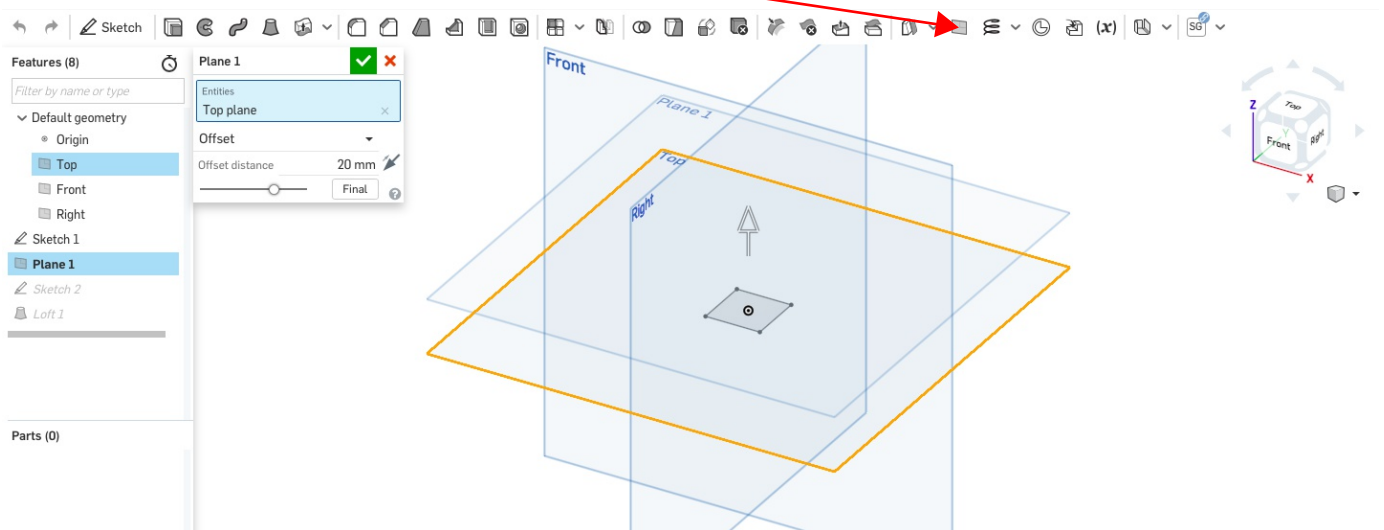 Sketch
(x)
SG
Features (8)
Filter by name or type
Default geometry
Origin
Top
Front
Right
Sketch 1
Plane 1
Sketch 2
Loft 1
Parts (0)
Plane 1
Entities
Top plane
Offset
Offset distance 20 mm
Final
Front
Plane 1
Top
Right
Z
Top
Y
Front
Right
X